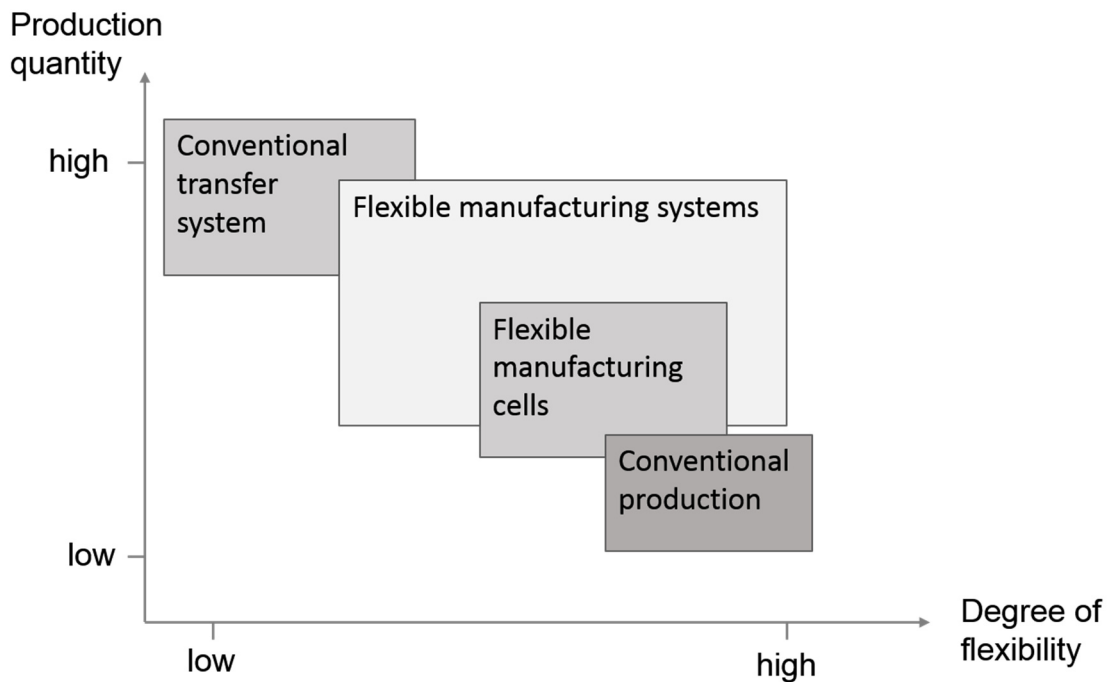 Production
quantity
high
Conventional
transfer
system
Flexible manufacturing systems
Flexible
manufacturing
cells
Conventional
production
low
low
high
Degree of
flexibility